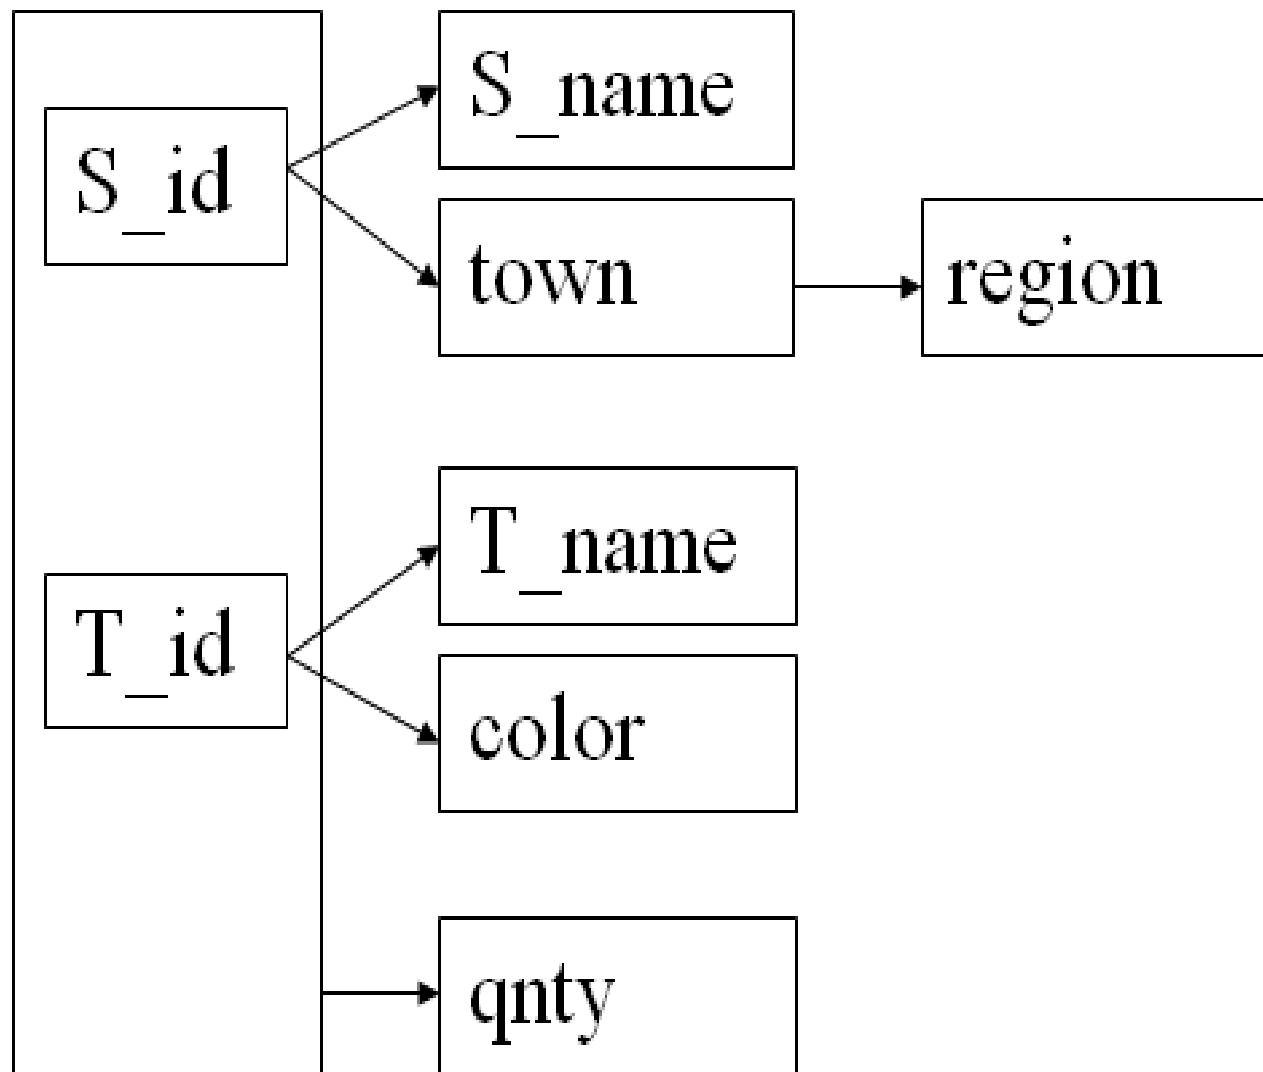 S_name
S_id
town
region
T_name
T_id
color
qnty